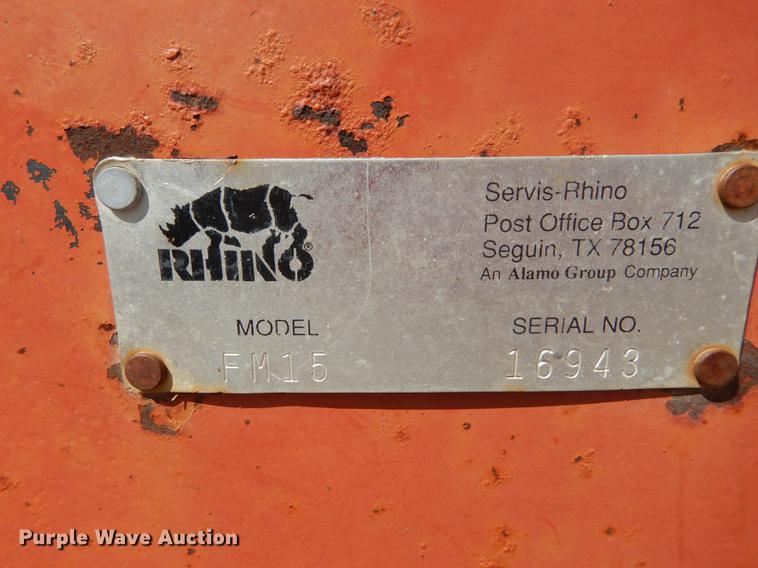 RHINO®
Servis-Rhino
Post Office Box 712
Seguin, TX 78156
An Alamo Group Company
MODEL
FM15
SERIAL NO.
16943
Purple Wave Auction